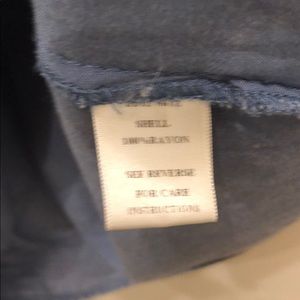 SHELL
100%RAYON
SEE REVERSE
FOR CARE
INSTRUCTIONS